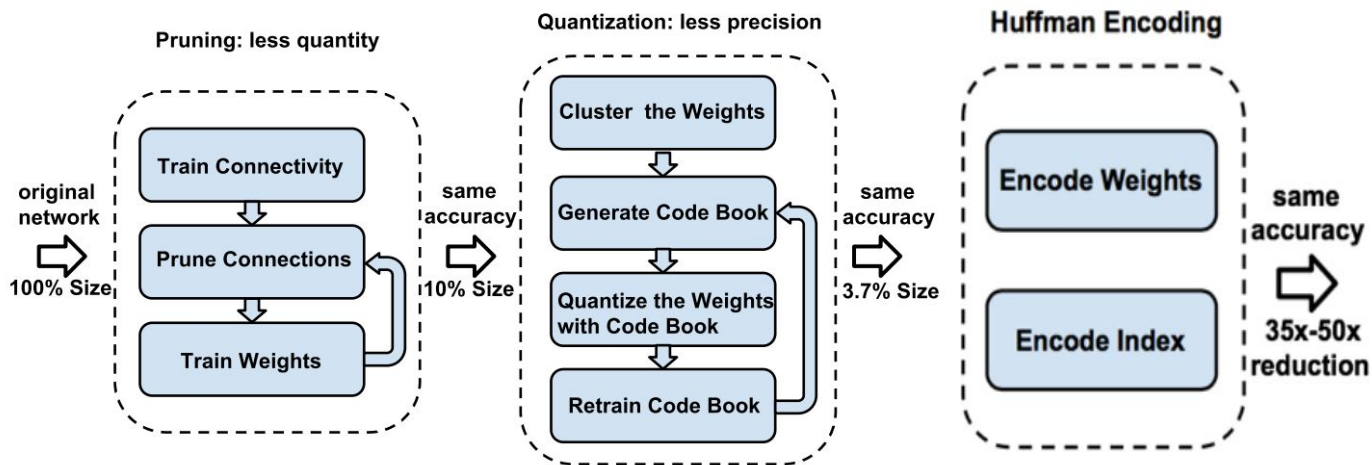 Pruning: less quantity
Train Connectivity
Prune Connections
Train Weights
original
network
100% Size
same
accuracy
10% Size
Quantization: less precision
Cluster the Weights
Generate Code Book
Quantize the Weights
with Code Book
Retrain Code Book
same
accuracy
3.7% Size
Huffman Encoding
Encode Weights
Encode Index
same
accuracy
35x-50x
reduction